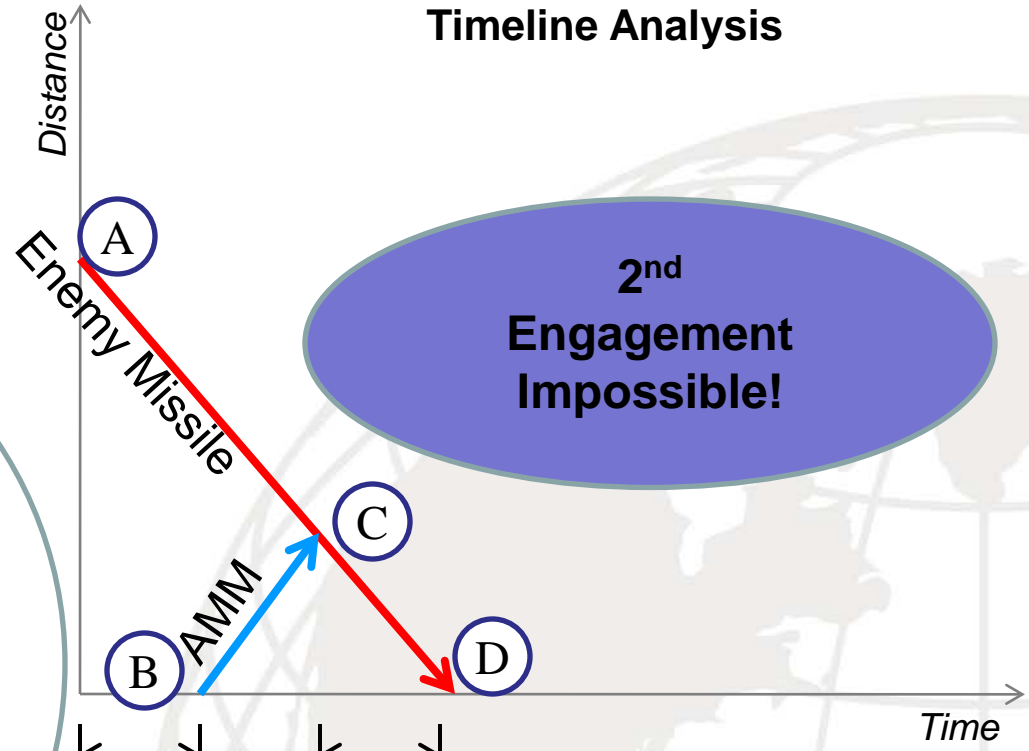 Timeline Analysis
Distance
A
Enemy Missile
2nd
Engagement
Impossible!
C
AMM
B
D
Time